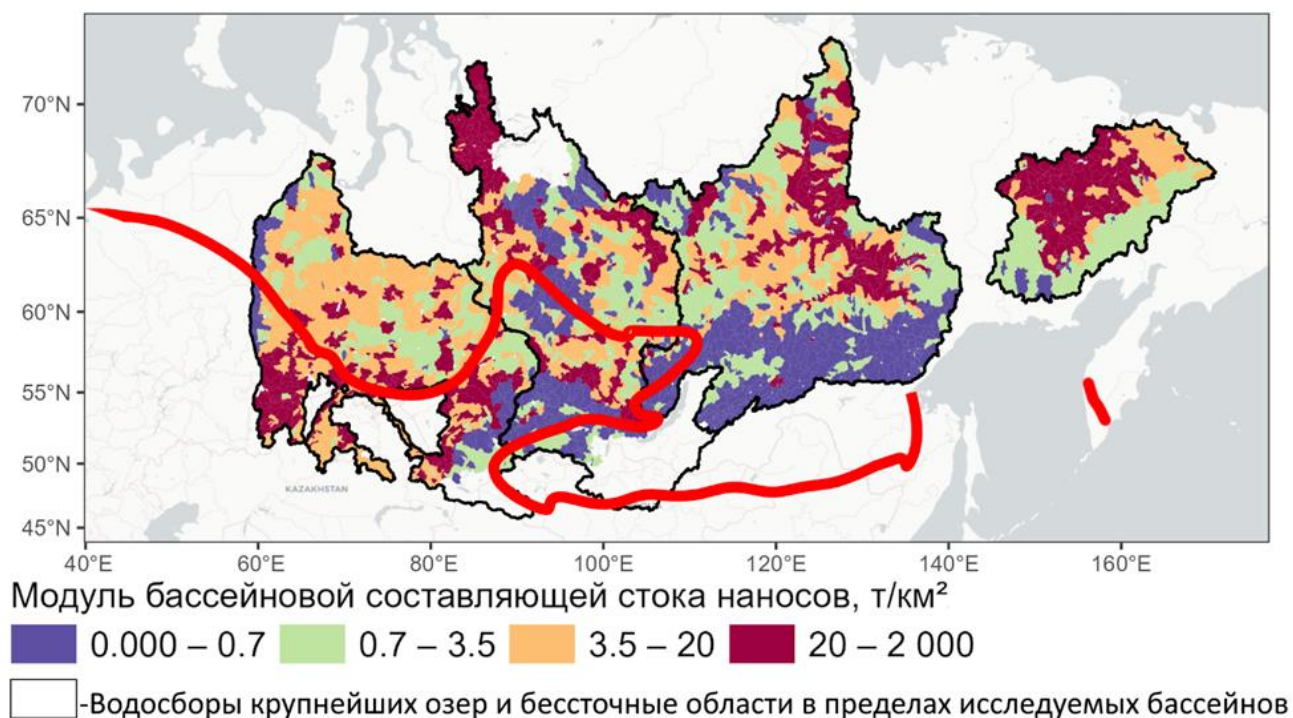 70°N
65°N
60°N
55°N
50°N
45°N
KAZAKHSTAN
40°E 60°E 80°E 100°E 120°E 140°E 160°E
Модуль бассейновой составляющей стока наносов, т/км²
0.000 – 0.7 0.7 – 3.5 3.5 – 20 20 – 2 000
-Водосборы крупнейших озер и бессточные области в пределах исследуемых бассейнов